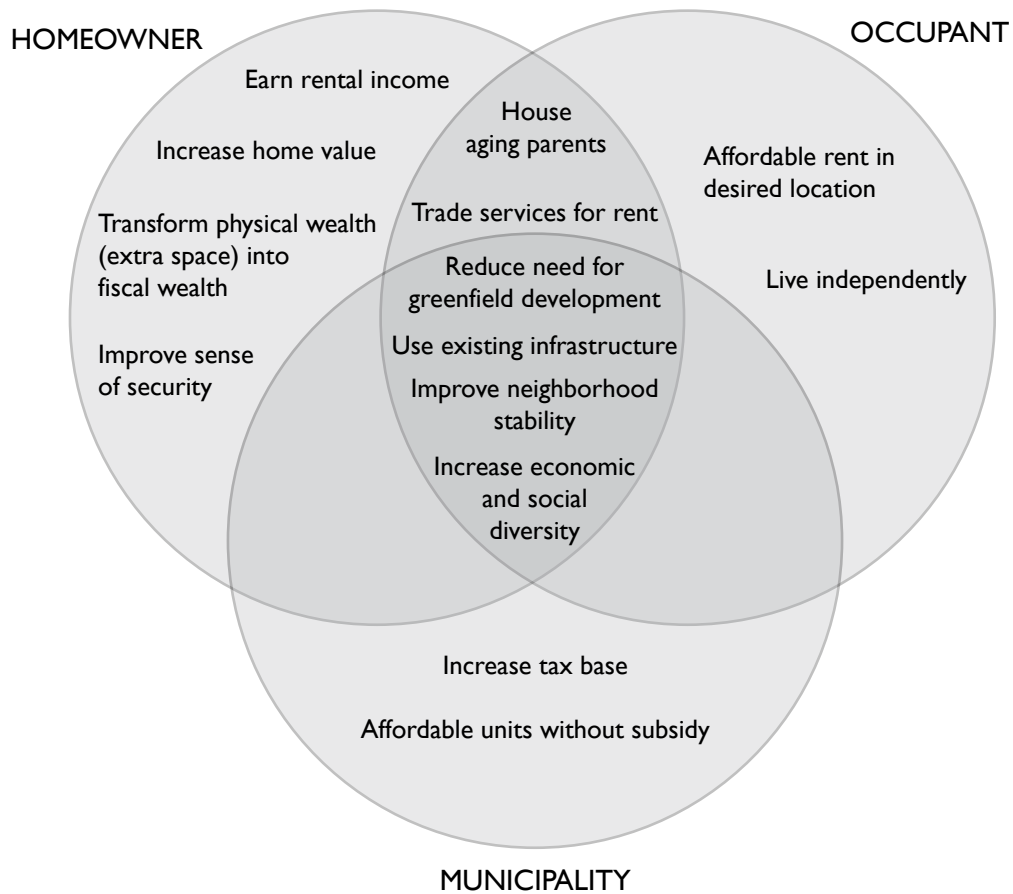 HOMEOWNER
OCCUPANT
Earn rental income
Increase home value
Transform physical wealth
(extra space) into
fiscal wealth
Improve sense
of security
House
aging parents
Trade services for rent
Affordable rent in
desired location
Live independently
Reduce need for
greenfield development
Use existing infrastructure
Improve neighborhood
stability
Increase economic
and social
diversity
Increase tax base
Affordable units without subsidy
MUNICIPALITY